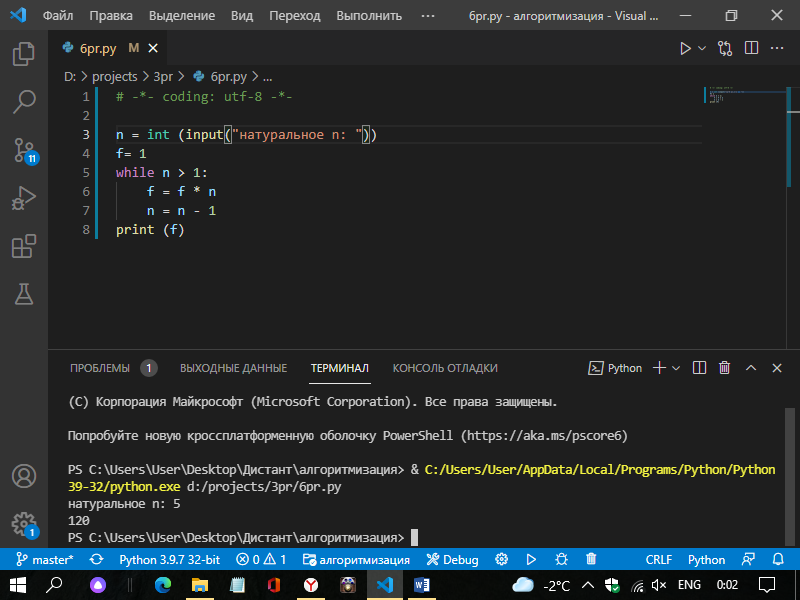 Файл Правка Выделение Вид Переход Выполнить ··· 6pr.py - алгоритмизация - Visual ...
6pr.py M
D: > projects > 3pr > 6pr.py > ...
1 # -*- coding: utf-8 -*-
2
3 n = int (input("натуральное n: "))
4 f= 1
5 while n > 1:
6 f = f * n
7 n = n - 1
8 print (f)
11
ПРОБЛЕМЫ 1 ВЫХОДНЫЕ ДАННЫЕ ТЕРМИНАЛ КОНСОЛЬ ОТЛАДКИ Python
(C) Корпорация Майкрософт (Microsoft Corporation). Все права защищены.
Попробуйте новую кроссплатформенную оболочку PowerShell (https://aka.ms/pscore6)
PS C:\Users\User\Desktop\Дистант\алгоритмизация> & C:/Users/User/AppData/Local/Programs/Python/Python
39-32/python.exe d:/projects/3pr/6pr.py
натуральное n: 5
120
PS C:\Users\User\Desktop\Дистант\алгоритмизация>
1
master* Python 3.9.7 32-bit 0 1 алгоритмизация Debug CRLF Python
-2°C ENG 0:02